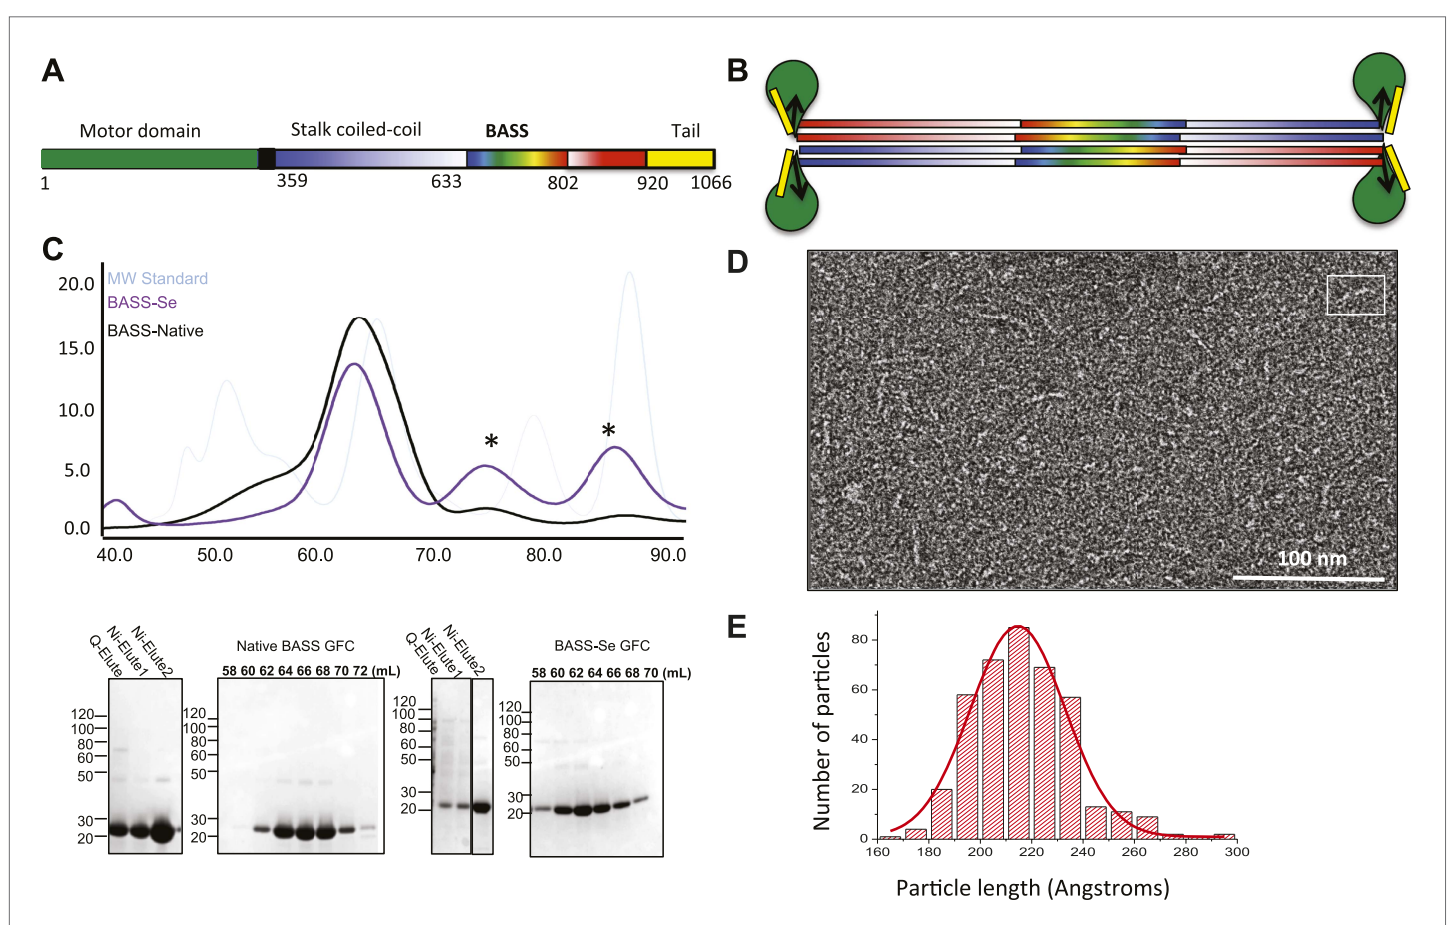 A
Motor domain
Stalk coiled-coil
BASS
Tail
1
359
633
802
920
1066
B
C
20.0
15.0
10.0
5.0
0.0
MW Standard
BASS-Se
BASS-Native
*
*
40.0 50.0 60.0 70.0 80.0 90.0
Q-Elute
Ni-Elute1
Ni-Elute2
120
100
80
60
50
30
20
Native BASS GFC
58 60 62 64 66 68 70 72 (mL)
120
100
80
60
50
30
20
Q-Elute
Ni-Elute1
Ni-Elute2
120
100
80
60
50
30
20
BASS-Se GFC
58 60 62 64 66 68 70 (mL)
120
100
80
60
50
30
20
D
100 nm
E
Number of particles
80
60
40
20
0
160 180 200 220 240 260 280 300
Particle length (Angstroms)